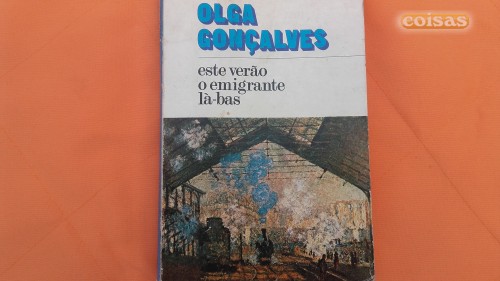 coisas
OLGA
GONÇALVES
este verão
o emigrante
là-bas